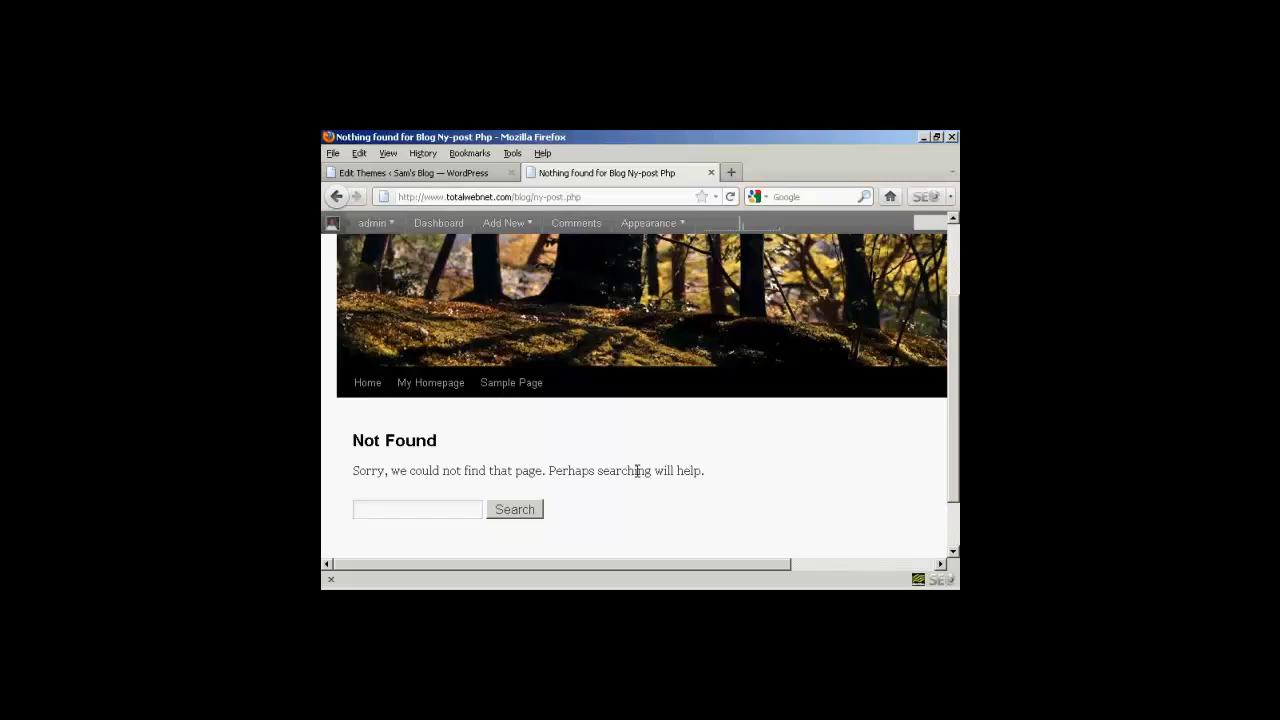 Nothing found for Blog Ny-post Php - Mozilla Firefox
File Edit View History Bookmarks Tools Help
Edit Themes ‹ Sam's Blog — WordPress
Nothing found for Blog Ny-post Php
http://www.totalwebnet.com/blog/ny-post.php
Google
SEO
admin Dashboard Add New Comments Appearance
Home My Homepage Sample Page
Not Found
Sorry, we could not find that page. Perhaps searching will help.
Search
SEO